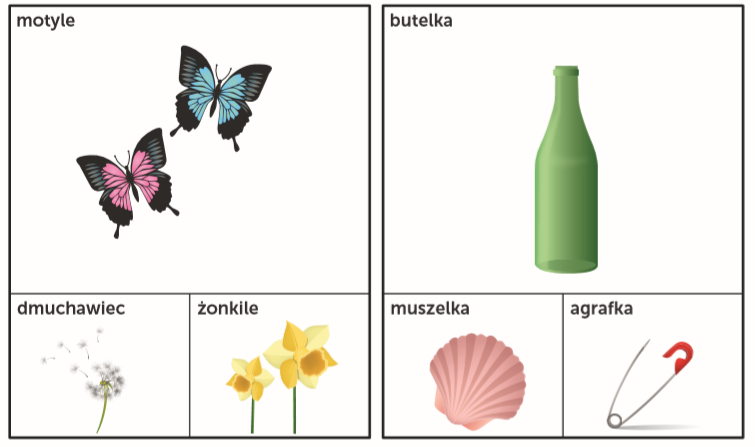 motyle
dmuchawiec
żonkile
butelka
muszelka
agrafka